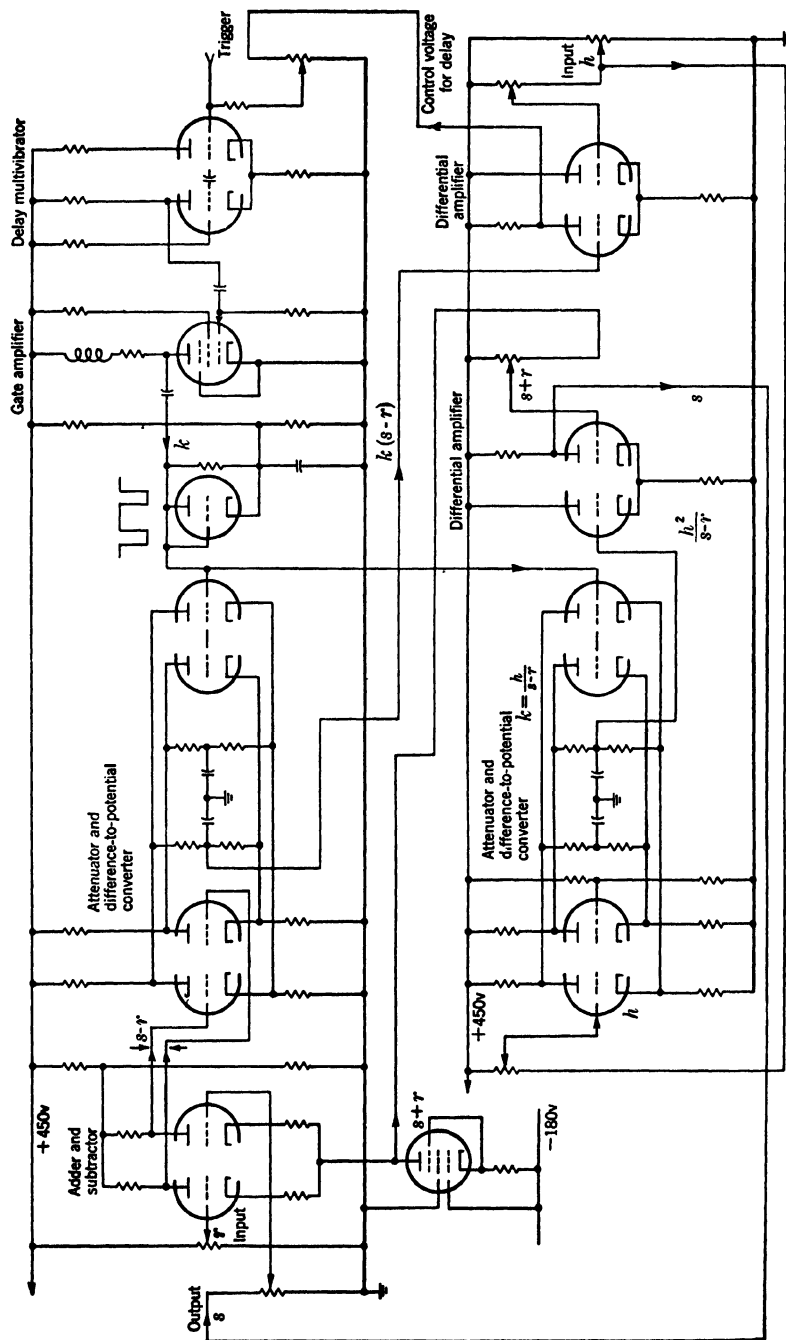 Trigger
Delay multivibrator
Gate amplifier
k
Control voltage
for delay
Input
h
Differential
amplifier
k (s-r)
s+r
s
Differential amplifier
h²/s-r
Attenuator and
difference-to-potential
converter
k = h/s-r
Attenuator and
difference-to-potential
converter
+450v
h
s-r
+450v
Adder and
subtractor
s+r
-180v
r
Input
Output
s